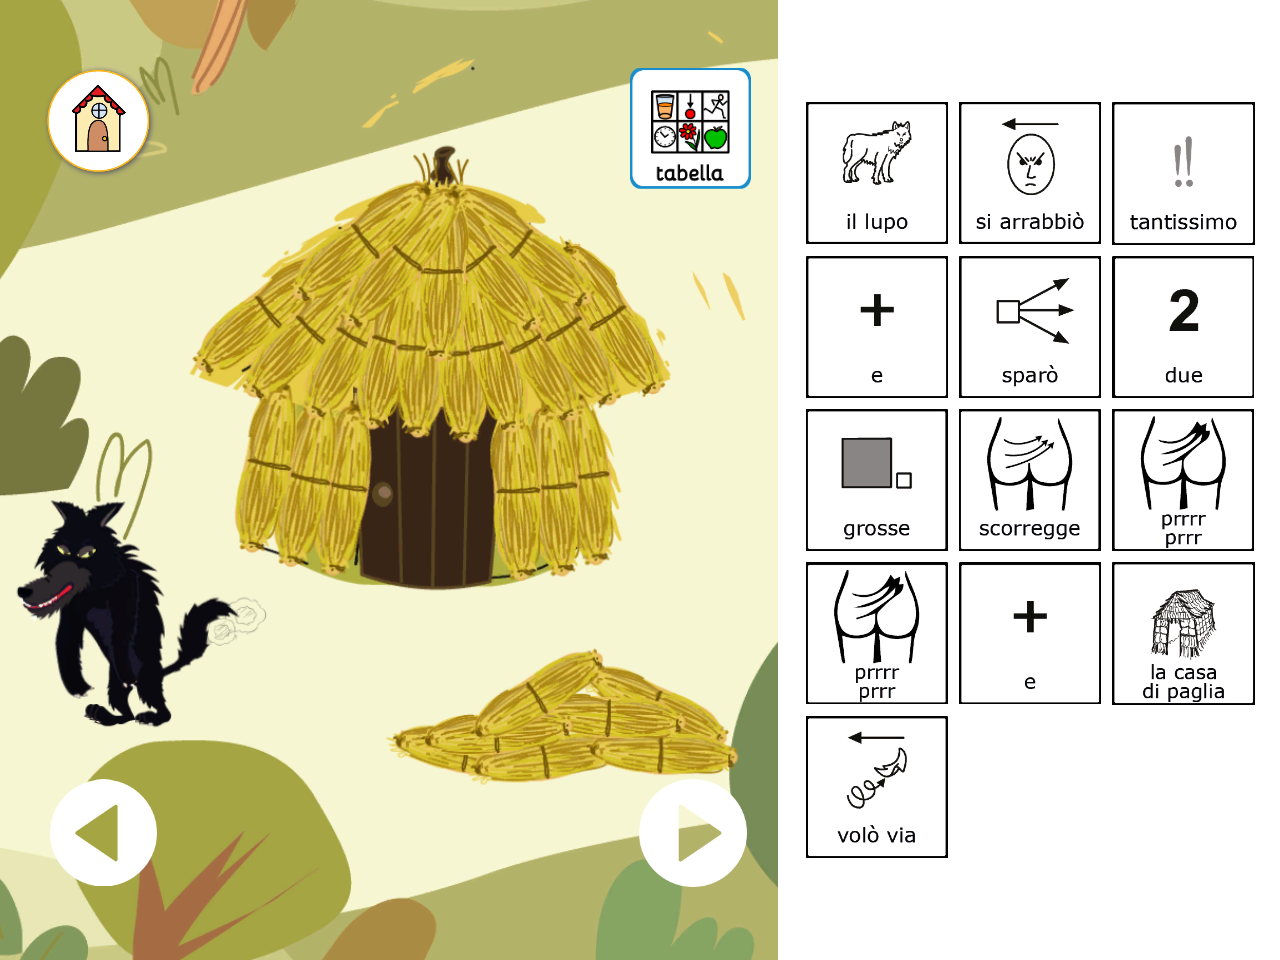 tabella
il lupo
si arrabbiò
tantissimo
+
e
sparò
2
due
grosse
scorregge
prrrr
prrr
prrrr
prrr
+
e
la casa
di paglia
volò via